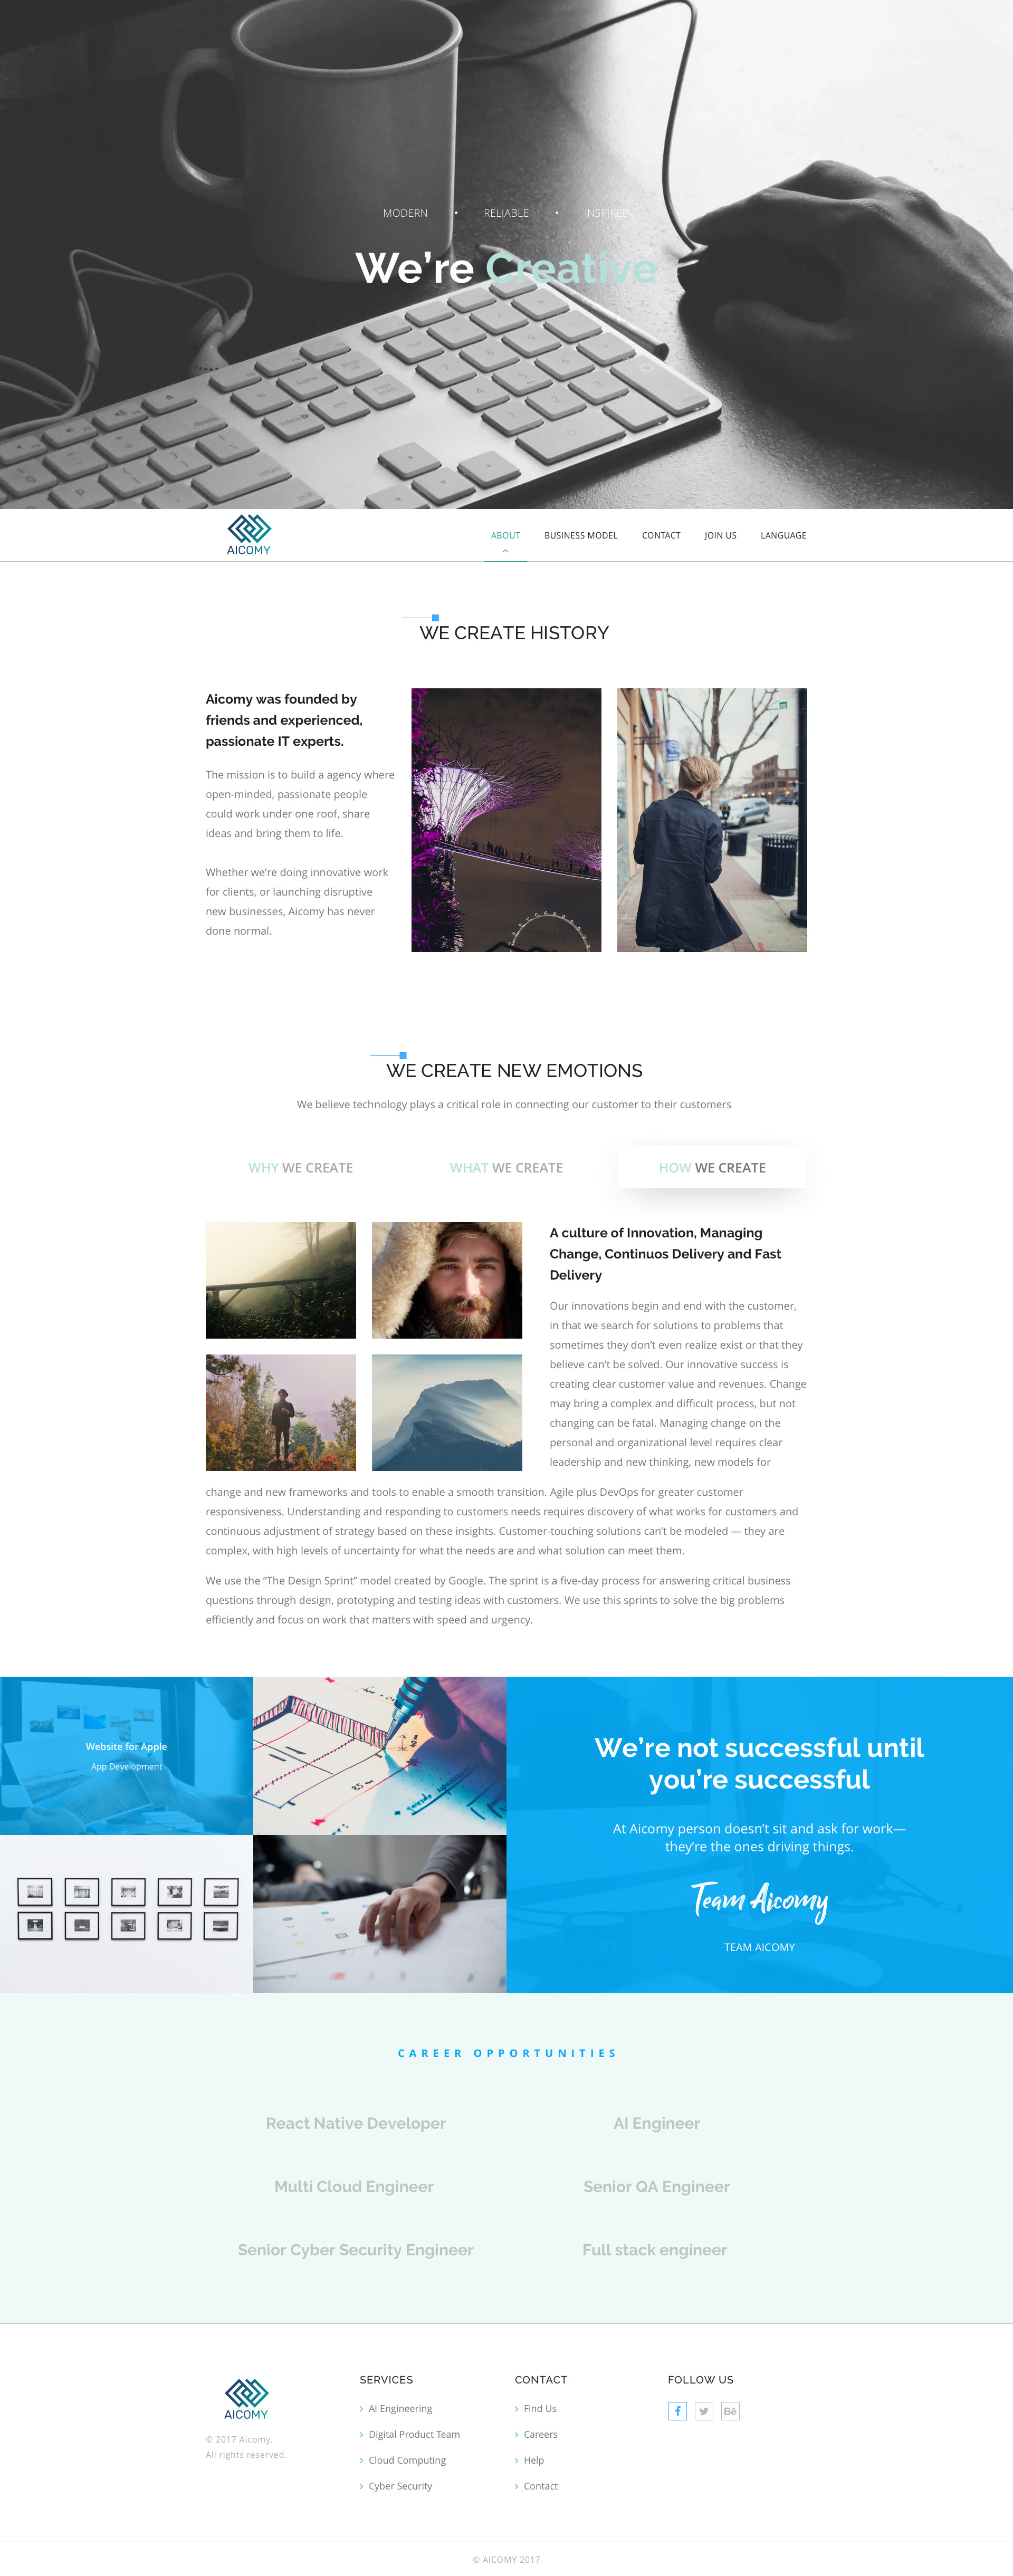 MODERN • RELIABLE • INSPIRED
We're Creative
AICOMY
ABOUT BUSINESS MODEL CONTACT JOIN US LANGUAGE
WE CREATE HISTORY
Aicomy was founded by
friends and experienced,
passionate IT experts.
The mission is to build a agency where
open-minded, passionate people
could work under one roof, share
ideas and bring them to life.
Whether we're doing innovative work
for clients, or launching disruptive
new businesses, Aicomy has never
done normal.
WE CREATE NEW EMOTIONS
We believe technology plays a critical role in connecting our customer to their customers
WHY WE CREATE
WHAT WE CREATE
HOW WE CREATE
A culture of Innovation, Managing
Change, Continuos Delivery and Fast
Delivery
Our innovations begin and end with the customer,
in that we search for solutions to problems that
sometimes they don't even realize exist or that they
believe can't be solved. Our innovative success is
creating clear customer value and revenues. Change
may bring a complex and difficult process, but not
changing can be fatal. Managing change on the
personal and organizational level requires clear
leadership and new thinking, new models for
change and new frameworks and tools to enable a smooth transition. Agile plus DevOps for greater customer
responsiveness. Understanding and responding to customers needs requires discovery of what works for customers and
continuous adjustment of strategy based on these insights. Customer-touching solutions can't be modeled — they are
complex, with high levels of uncertainty for what the needs are and what solution can meet them.
We use the "The Design Sprint" model created by Google. The sprint is a five-day process for answering critical business
questions through design, prototyping and testing ideas with customers. We use this sprints to solve the big problems
efficiently and focus on work that matters with speed and urgency.
Website for Apple
App Development
We're not successful until
you're successful
At Aicomy person doesn't sit and ask for work—
they're the ones driving things.
Team Aicomy
TEAM AICOMY
CAREER OPPORTUNITIES
React Native Developer
AI Engineer
Multi Cloud Engineer
Senior QA Engineer
Senior Cyber Security Engineer
Full stack engineer
AICOMY
© 2017 Aicomy.
All rights reserved.
SERVICES
AI Engineering
Digital Product Team
Cloud Computing
Cyber Security
CONTACT
Find Us
Careers
Help
Contact
FOLLOW US
Bē
© AICOMY 2017